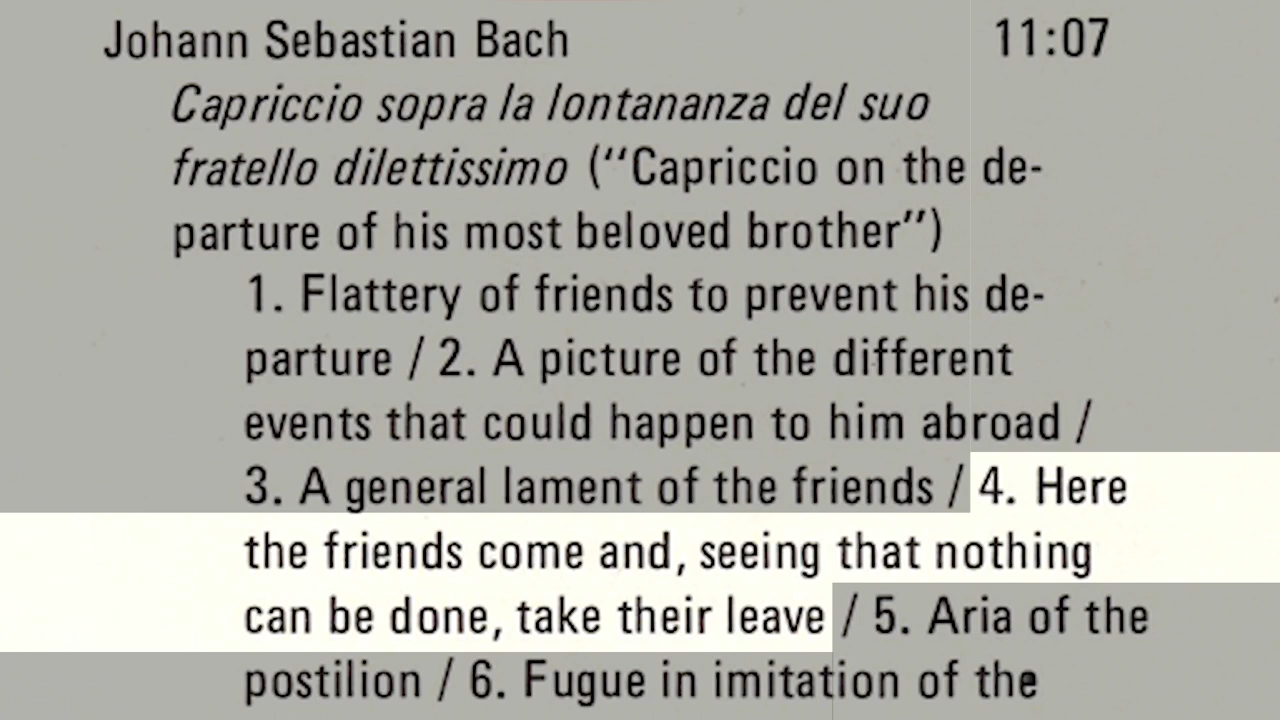 Johann Sebastian Bach 11:07
Capriccio sopra la lontananza del suo
fratello dilettissimo (“Capriccio on the de-
parture of his most beloved brother”)
1. Flattery of friends to prevent his de-
parture / 2. A picture of the different
events that could happen to him abroad /
3. A general lament of the friends / 4. Here
the friends come and, seeing that nothing
can be done, take their leave / 5. Aria of the
postilion / 6. Fugue in imitation of the